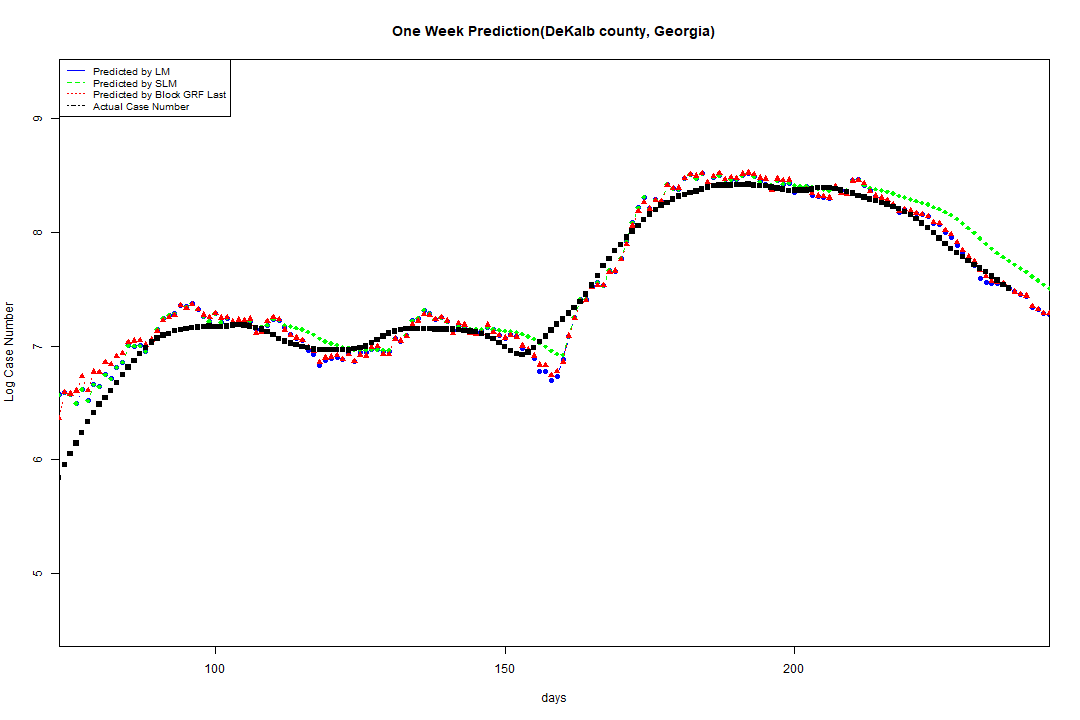 One Week Prediction(DeKalb county, Georgia)
Predicted by LM
Predicted by SLM
Predicted by Block GRF Last
Actual Case Number
9
8
7
6
5
Log Case Number
100 150 200
days